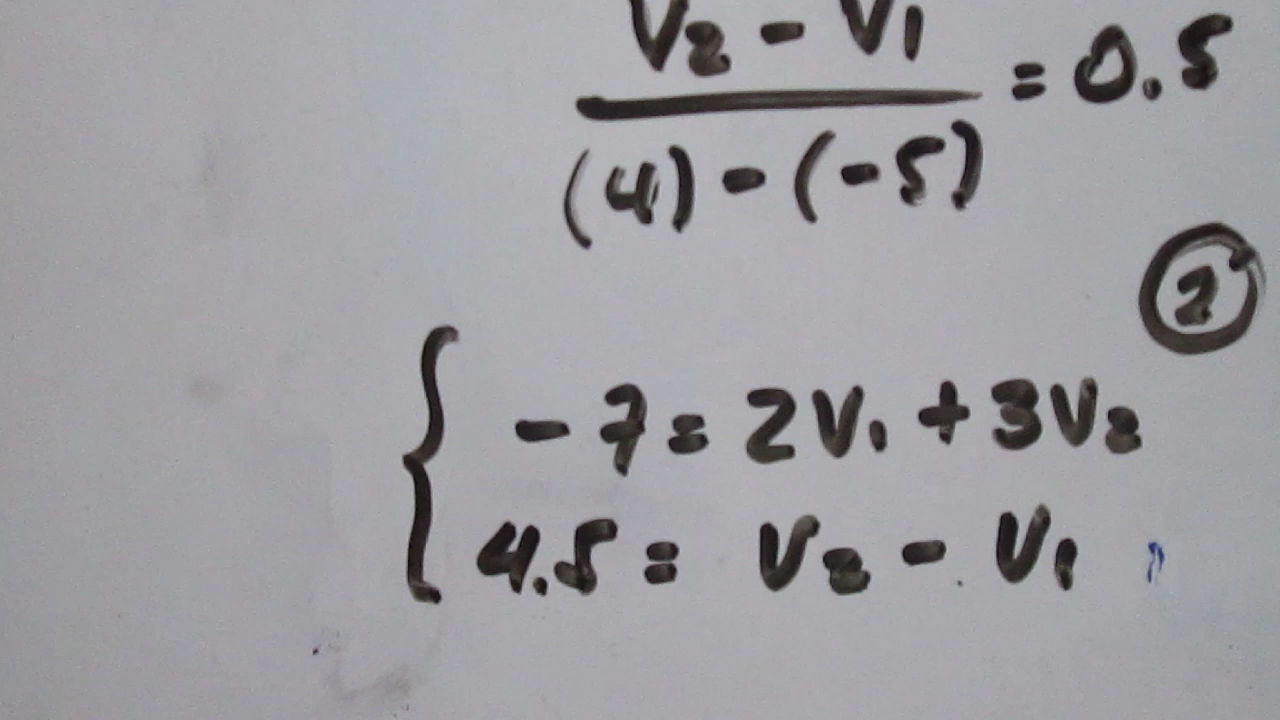 V₂ - V₁
= 0.5
(4) - (-5)
2
- 7 = 2V₁ + 3V₂
4.5 = V₂ - V₁